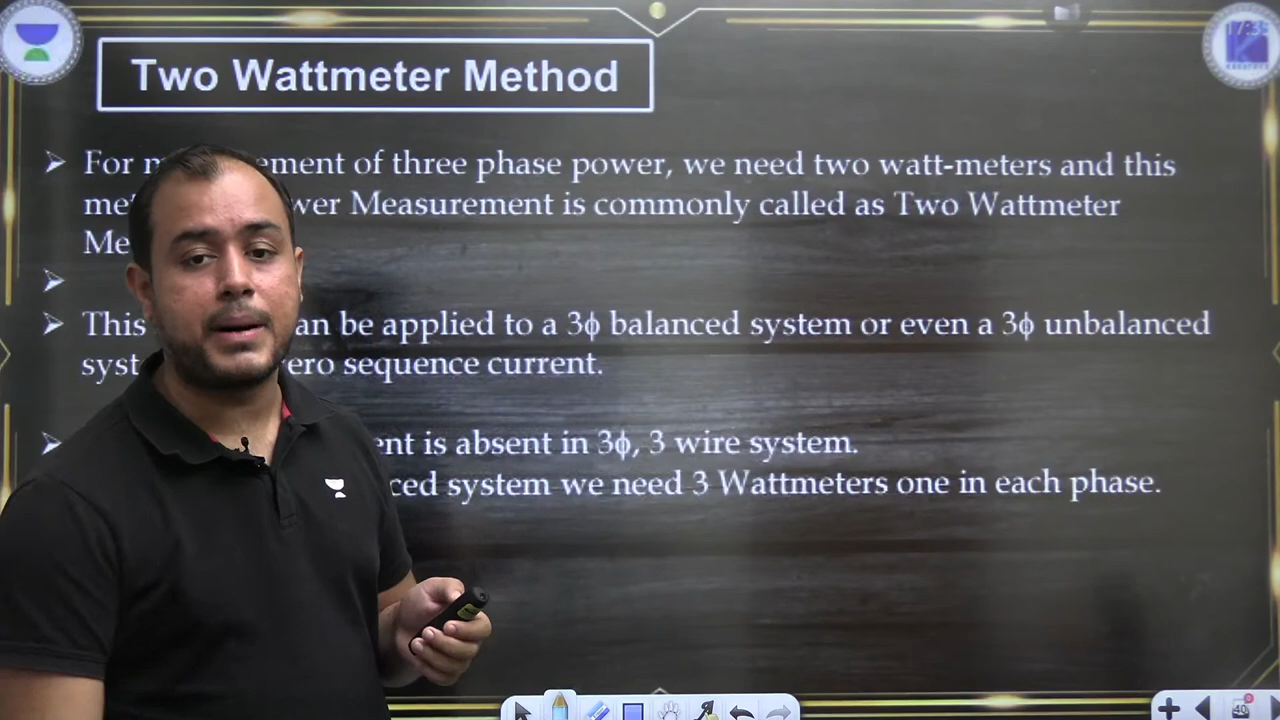 Two Wattmeter Method
17:35
For m ement of three phase power, we need two watt-meters and this
me wer Measurement is commonly called as Two Wattmeter
Me
This an be applied to a 3ϕ balanced system or even a 3ϕ unbalanced
syst ero sequence current.
ent is absent in 3ϕ, 3 wire system.
ced system we need 3 Wattmeters one in each phase.
40